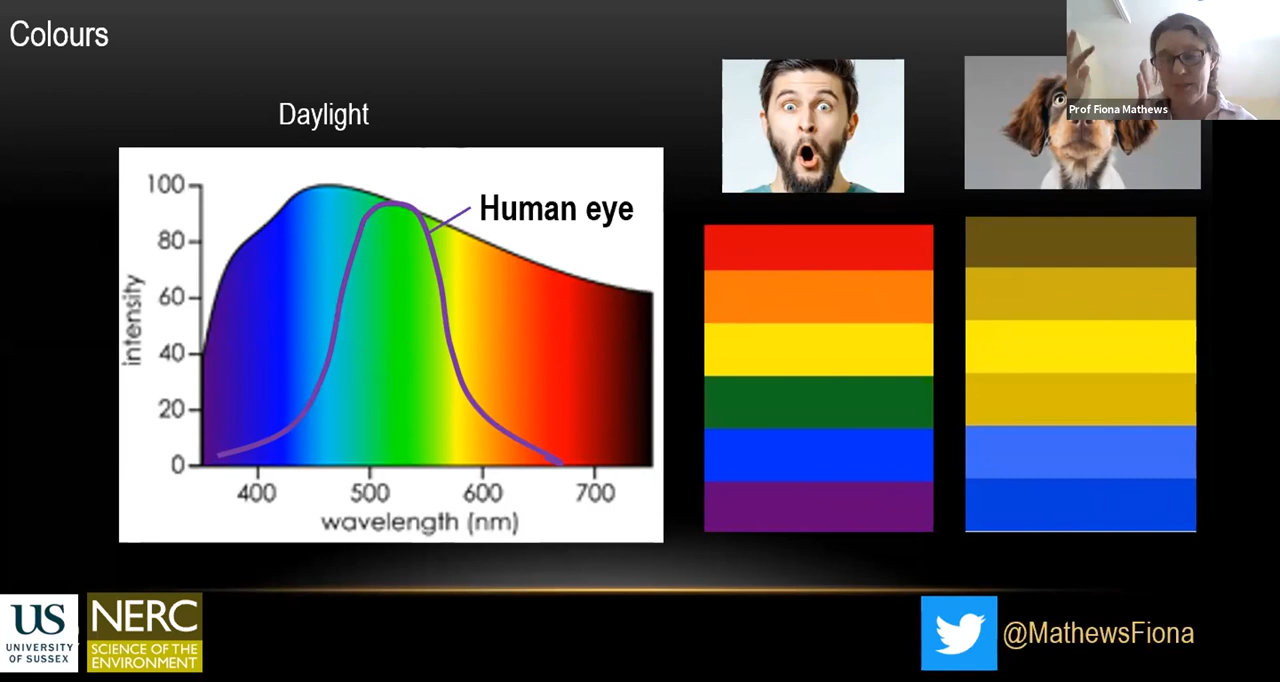 Colours
Prof Fiona Mathews
Daylight
Human eye
100
80
60
40
20
0
intensity
400 500 600 700
wavelength (nm)
US
UNIVERSITY
OF SUSSEX
NERC
SCIENCE OF THE
ENVIRONMENT
@MathewsFiona